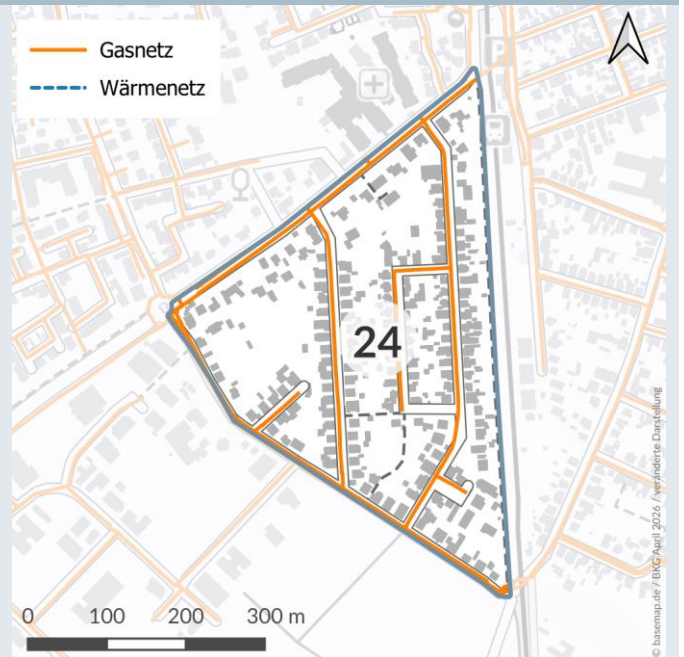 Gasnetz
Wärmenetz
24
0 100 200 300 m
© basemap.de / BKG April 2026 / veränderte Darstellung